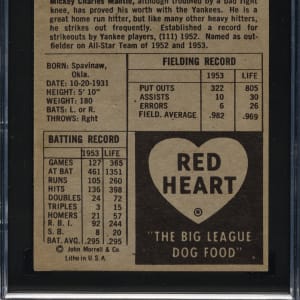 Mickey Charles Mantle, although troubled by a bad right
knee, has proved his worth with the Yankees. He is a
great home run hitter, but like many other heavy hitters,
he strikes out frequently. Established a record for
strikeouts by Yankee players, (111) 1952. Named as out-
fielder on All-Star Team of 1952 and 1953.
BORN: Spavinaw,
Okla.
DATE: 10-20-1931
HEIGHT: 5' 10"
WEIGHT: 180
BATS: L. or R.
THROWS: Rght
FIELDING RECORD
1953 LIFE
PUT OUTS 322 805
ASSISTS 10 30
ERRORS 6 26
FIELD. AVERAGE .982 .969
BATTING RECORD
1953 LIFE
GAMES 127 365
AT BAT 461 1351
RUNS 105 260
HITS 136 398
DOUBLES 24 72
TRIPLES 3 15
HOMERS 21 57
R. B. I. 92 244
S. B. 8 20
BAT. AVG. .295 .295
© John Morrell & Co.
Litho in U.S.A.
RED
HEART
®
"THE BIG LEAGUE
DOG FOOD"